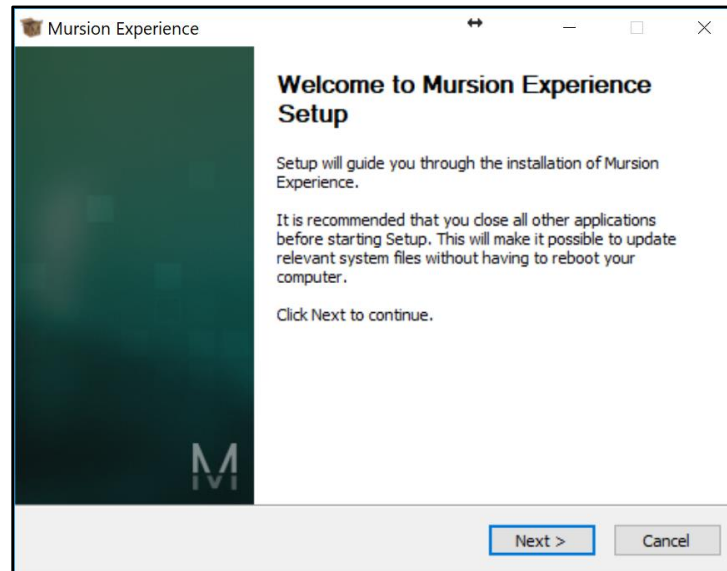 Mursion Experience
Welcome to Mursion Experience
Setup
Setup will guide you through the installation of Mursion
Experience.
It is recommended that you close all other applications
before starting Setup. This will make it possible to update
relevant system files without having to reboot your
computer.
Click Next to continue.
M
Next >
Cancel